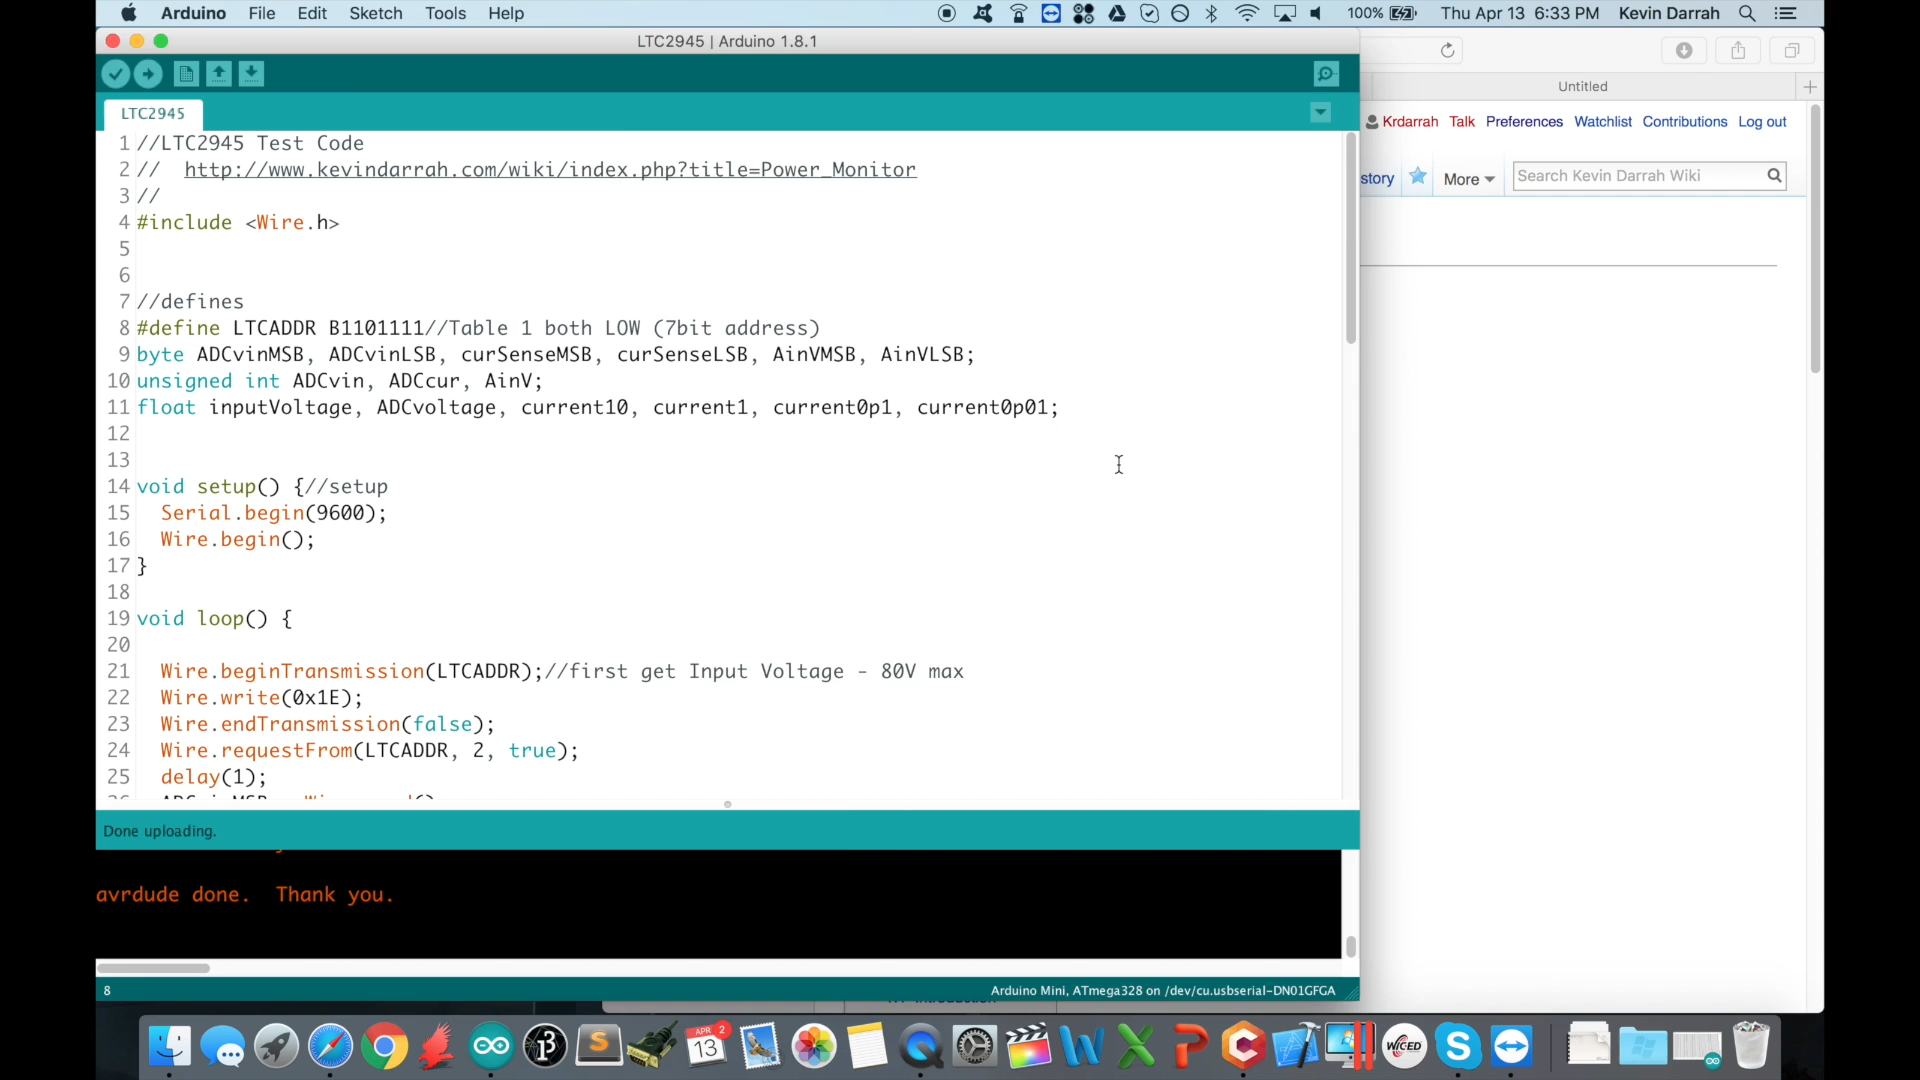 Arduino File Edit Sketch Tools Help 100% Thu Apr 13 6:33 PM Kevin Darrah
LTC2945 | Arduino 1.8.1
Untitled
LTC2945
Krdarrah Talk Preferences Watchlist Contributions Log out
story More Search Kevin Darrah Wiki
1 //LTC2945 Test Code
2 // http://www.kevindarrah.com/wiki/index.php?title=Power_Monitor
3 //
4 #include <Wire.h>
5
6
7 //defines
8 #define LTCADDR B1101111//Table 1 both LOW (7bit address)
9 byte ADCvinMSB, ADCvinLSB, curSenseMSB, curSenseLSB, AinVMSB, AinVLSB;
10 unsigned int ADCvin, ADCcur, AinV;
11 float inputVoltage, ADCvoltage, current10, current1, current0p1, current0p01;
12
13
14 void setup() {//setup
15 Serial.begin(9600);
16 Wire.begin();
17 }
18
19 void loop() {
20
21 Wire.beginTransmission(LTCADDR);//first get Input Voltage - 80V max
22 Wire.write(0x1E);
23 Wire.endTransmission(false);
24 Wire.requestFrom(LTCADDR, 2, true);
25 delay(1);
Done uploading.
avrdude done. Thank you.
8 Arduino Mini, ATmega328 on /dev/cu.usbserial-DN01GFGA
APR 2
13
WICED